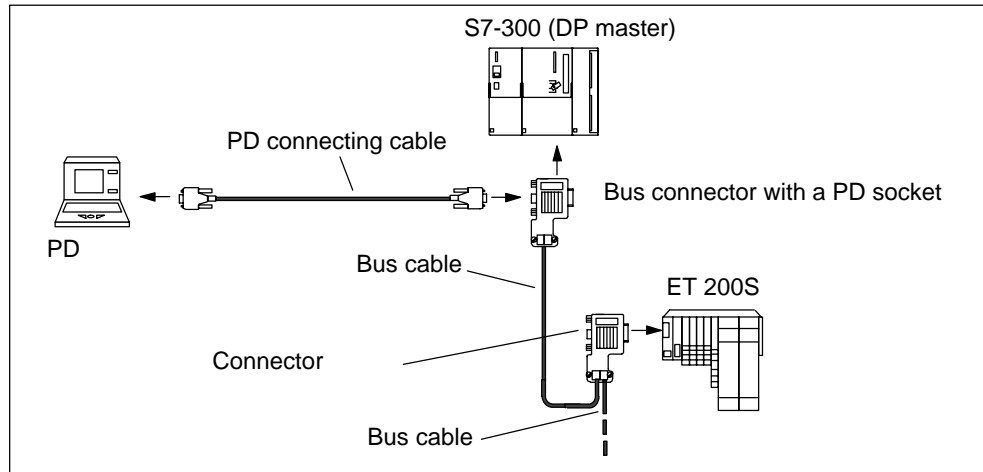 S7-300 (DP master)
PD connecting cable
Bus connector with a PD socket
PD
Bus cable
ET 200S
Connector
Bus cable